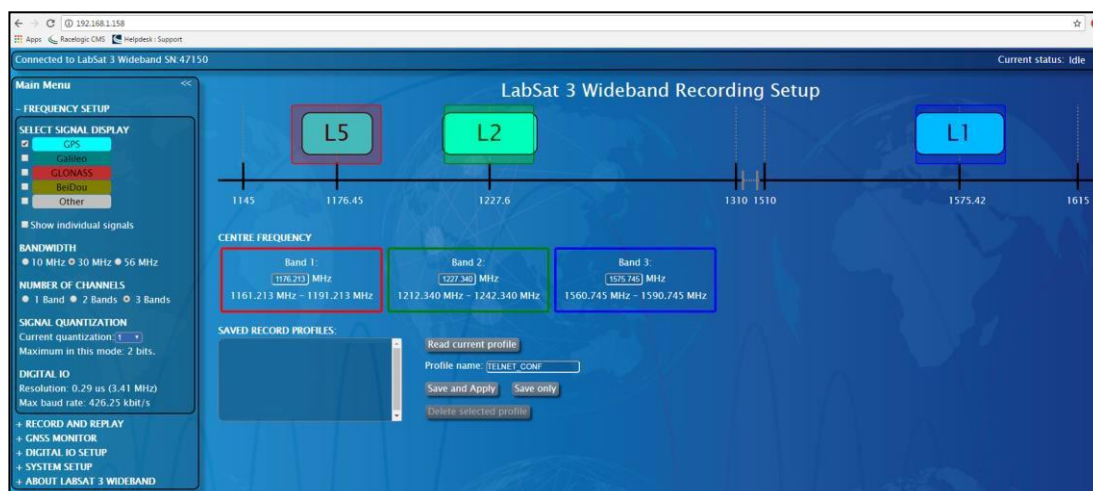 192.168.1.158
Apps Racelogic CMS Helpdesk : Support
Connected to LabSat 3 Wideband SN:47150 Current status: Idle
Main Menu <<
LabSat 3 Wideband Recording Setup
− FREQUENCY SETUP
SELECT SIGNAL DISPLAY
GPS
Galileo
GLONASS
BeiDou
Other
Show individual signals
BANDWIDTH
10 MHz 30 MHz 56 MHz
NUMBER OF CHANNELS
1 Band 2 Bands 3 Bands
SIGNAL QUANTIZATION
Current quantization: 1
Maximum in this mode: 2 bits.
DIGITAL IO
Resolution: 0.29 us (3.41 MHz)
Max baud rate: 426.25 kbit/s
+ RECORD AND REPLAY
+ GNSS MONITOR
+ DIGITAL IO SETUP
+ SYSTEM SETUP
+ ABOUT LABSAT 3 WIDEBAND
L5 L2 L1
1145 1176.45 1227.6 1310 1510 1575.42 1615
CENTRE FREQUENCY
Band 1: Band 2: Band 3:
1176.213 MHz 1227.340 MHz 1575.745 MHz
1161.213 MHz − 1191.213 MHz 1212.340 MHz − 1242.340 MHz 1560.745 MHz − 1590.745 MHz
SAVED RECORD PROFILES:
Read current profile
Profile name: TELNET_CONF
Save and Apply Save only
Delete selected profile